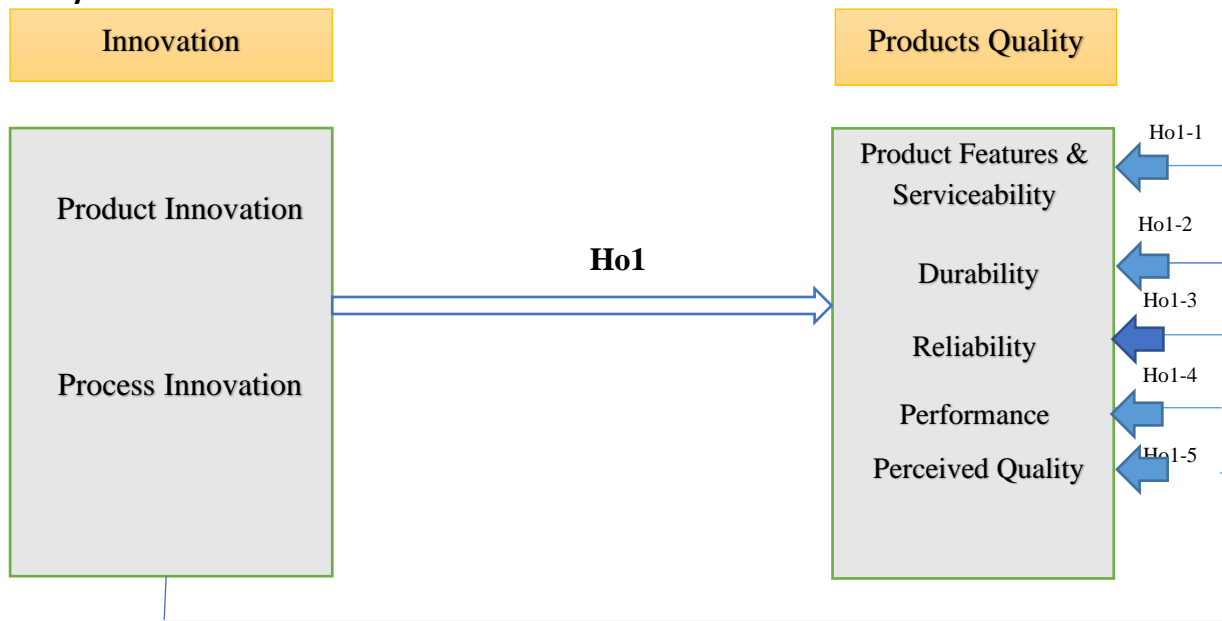 Innovation
Products Quality
Product Innovation
Process Innovation
Ho1
Product Features &
Serviceability
Durability
Reliability
Performance
Perceived Quality
Ho1-1
Ho1-2
Ho1-3
Ho1-4
Ho1-5